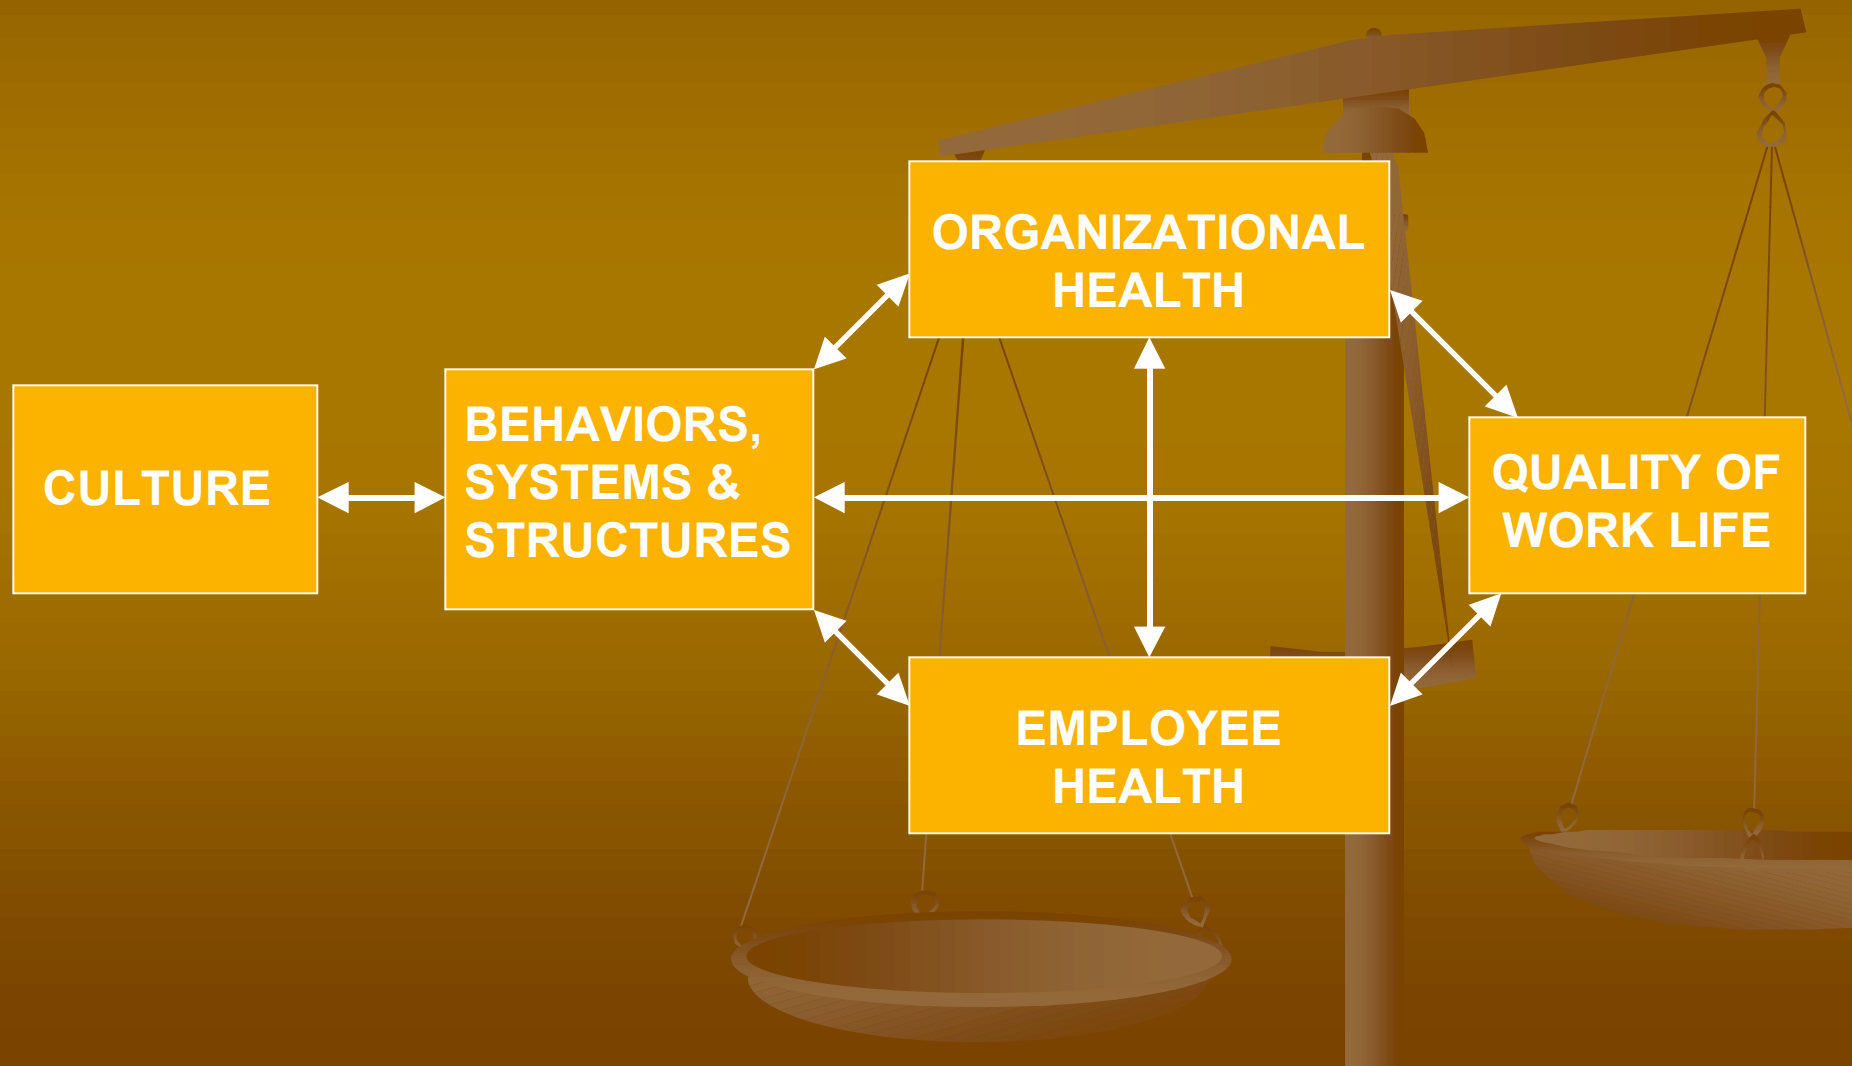 CULTURE
BEHAVIORS,
SYSTEMS &
STRUCTURES
ORGANIZATIONAL
HEALTH
EMPLOYEE
HEALTH
QUALITY OF
WORK LIFE